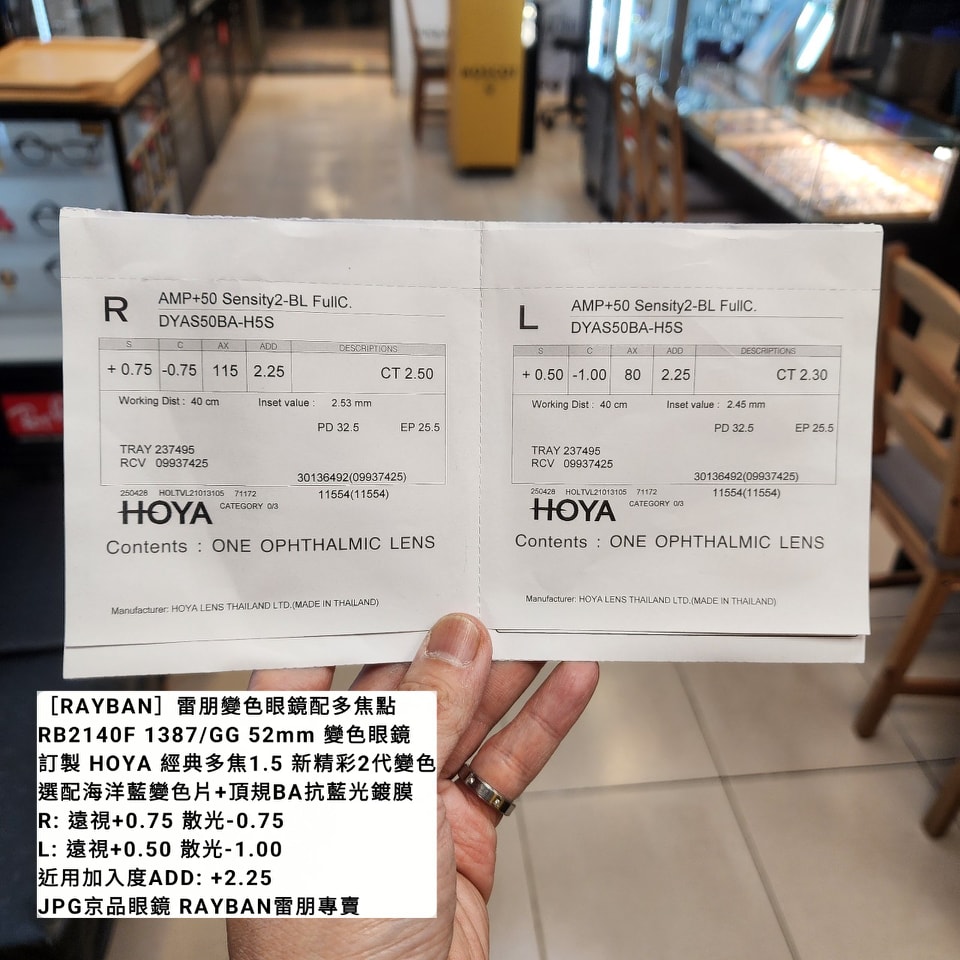 R
AMP+50 Sensity2-BL FullC.
DYAS50BA-H5S
S C AX ADD DESCRIPTIONS
+ 0.75 -0.75 115 2.25 CT 2.50
Working Dist : 40 cm Inset value : 2.53 mm
PD 32.5 EP 25.5
TRAY 237495
RCV 09937425
30136492(09937425)
250428 HOLTVL21013105 71172 11554(11554)
HOYA CATEGORY 0/3
Contents : ONE OPHTHALMIC LENS
Manufacturer: HOYA LENS THAILAND LTD.(MADE IN THAILAND)
L
AMP+50 Sensity2-BL FullC.
DYAS50BA-H5S
S C AX ADD DESCRIPTIONS
+ 0.50 -1.00 80 2.25 CT 2.30
Working Dist : 40 cm Inset value : 2.45 mm
PD 32.5 EP 25.5
TRAY 237495
RCV 09937425
30136492(09937425)
250428 HOLTVL21013105 71172 11554(11554)
HOYA CATEGORY 0/3
Contents : ONE OPHTHALMIC LENS
Manufacturer: HOYA LENS THAILAND LTD.(MADE IN THAILAND)
［RAYBAN］雷朋變色眼鏡配多焦點
RB2140F 1387/GG 52mm 變色眼鏡
訂製 HOYA 經典多焦1.5 新精彩2代變色
選配海洋藍變色片+頂規BA抗藍光鍍膜
R: 遠視+0.75 散光-0.75
L: 遠視+0.50 散光-1.00
近用加入度ADD: +2.25
JPG京品眼鏡 RAYBAN雷朋專賣